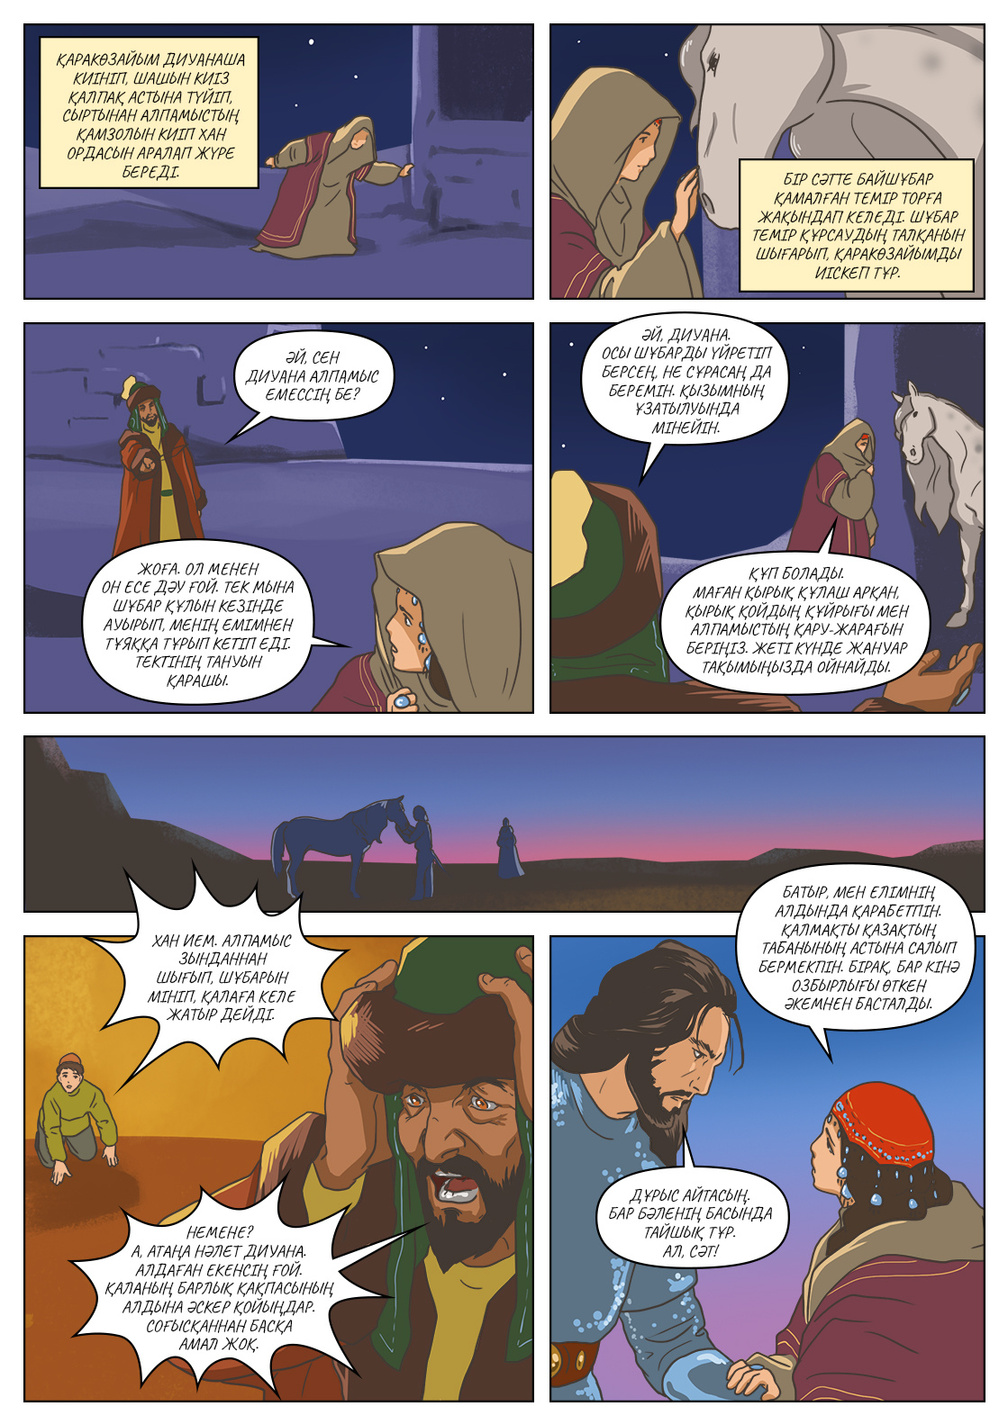 ҚАРАКӨЗАЙЫМ ДИУАНАША
КИІНІП, ШАШЫН КИІЗ
ҚАЛПАҚ АСТЫНА ТҮЙІП,
СЫРТЫНАН АЛПАМЫСТЫҢ
ҚАМЗОЛЫН КИІП ХАН
ОРДАСЫН АРАЛАП ЖҮРЕ
БЕРЕДІ.
БІР СӘТТЕ БАЙШҰБАР
ҚАМАЛҒАН ТЕМІР ТОРҒА
ЖАҚЫНДАП КЕЛЕДІ. ШҰБАР
ТЕМІР ҚҰРСАУДЫҢ ТАЛҚАНЫН
ШЫҒАРЫП, ҚАРАКӨЗАЙЫМДЫ
ИІСКЕП ТҰР.
ӘЙ, СЕН
ДИУАНА АЛПАМЫС
ЕМЕССІҢ БЕ?
ЖОҒА. ОЛ МЕНЕН
ОН ЕСЕ ДӘУ ҒОЙ. ТЕК МЫНА
ШҰБАР ҚҰЛЫН КЕЗІНДЕ
АУЫРЫП, МЕНІҢ ЕМІМНЕН
ТҰЯҚҚА ТҰРЫП КЕТІП ЕДІ.
ТЕКТІНІҢ ТАНУЫН
ҚАРАШЫ.
ӘЙ, ДИУАНА.
ОСЫ ШҰБАРДЫ ҮЙРЕТІП
БЕРСЕҢ, НЕ СҰРАСАҢ ДА
БЕРЕМІН. ҚЫЗЫМНЫҢ
ҰЗАТЫЛУЫНДА
МІНЕЙІН.
ҚҰП БОЛАДЫ.
МАҒАН ҚЫРЫҚ ҚҰЛАШ АРҚАН,
ҚЫРЫҚ ҚОЙДЫҢ ҚҰЙРЫҒЫ МЕН
АЛПАМЫСТЫҢ ҚАРУ-ЖАРАҒЫН
БЕРІҢІЗ. ЖЕТІ КҮНДЕ ЖАНУАР
ТАҚЫМЫҢЫЗДА ОЙНАЙДЫ.
ХАН ИЕМ. АЛПАМЫС
ЗЫНДАННАН
ШЫҒЫП, ШҰБАРЫН
МІНІП, ҚАЛАҒА КЕЛЕ
ЖАТЫР ДЕЙДІ.
НЕМЕНЕ?
А, АТАҢА НӘЛЕТ ДИУАНА.
АЛДАҒАН ЕКЕНСІҢ ҒОЙ.
ҚАЛАНЫҢ БАРЛЫҚ ҚАҚПАСЫНЫҢ
АЛДЫНА ӘСКЕР ҚОЙЫҢДАР.
СОҒЫСҚАННАН БАСҚА
АМАЛ ЖОҚ.
БАТЫР, МЕН ЕЛІМНІҢ
АЛДЫНДА ҚАРАБЕТПІН.
ҚАЛМАҚТЫ ҚАЗАҚТЫҢ
ТАБАНЫНЫҢ АСТЫНА САЛЫП
БЕРМЕКПІН. БІРАҚ, БАР КІНӘ
ОЗБЫРЛЫҒЫ ӨТКЕН
ӘКЕМНЕН БАСТАЛДЫ.
ДҰРЫС АЙТАСЫҢ.
БАР БӘЛЕНІҢ БАСЫНДА
ТАЙШЫҚ ТҰР.
АЛ, СӘТ!